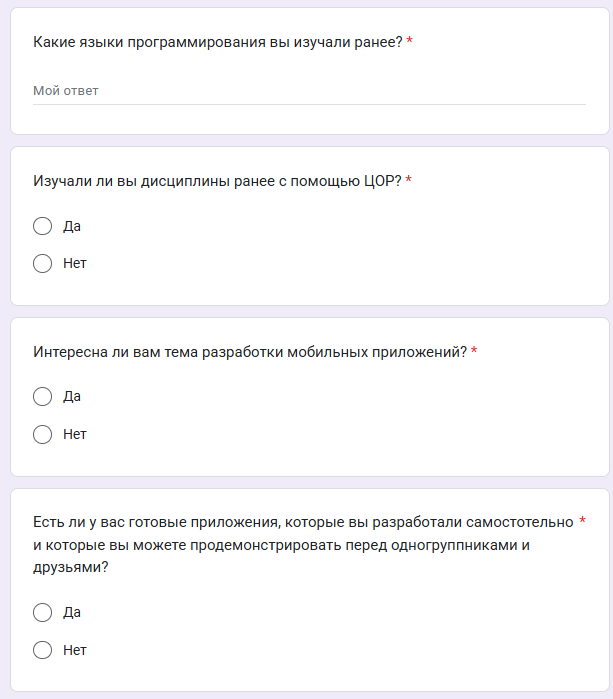 Какие языки программирования вы изучали ранее? *
Мой ответ
Изучали ли вы дисциплины ранее с помощью ЦОР? *
Да
Нет
Интересна ли вам тема разработки мобильных приложений? *
Да
Нет
Есть ли у вас готовые приложения, которые вы разработали самостотельно *
и которые вы можете продемонстрировать перед одногруппниками и
друзьями?
Да
Нет